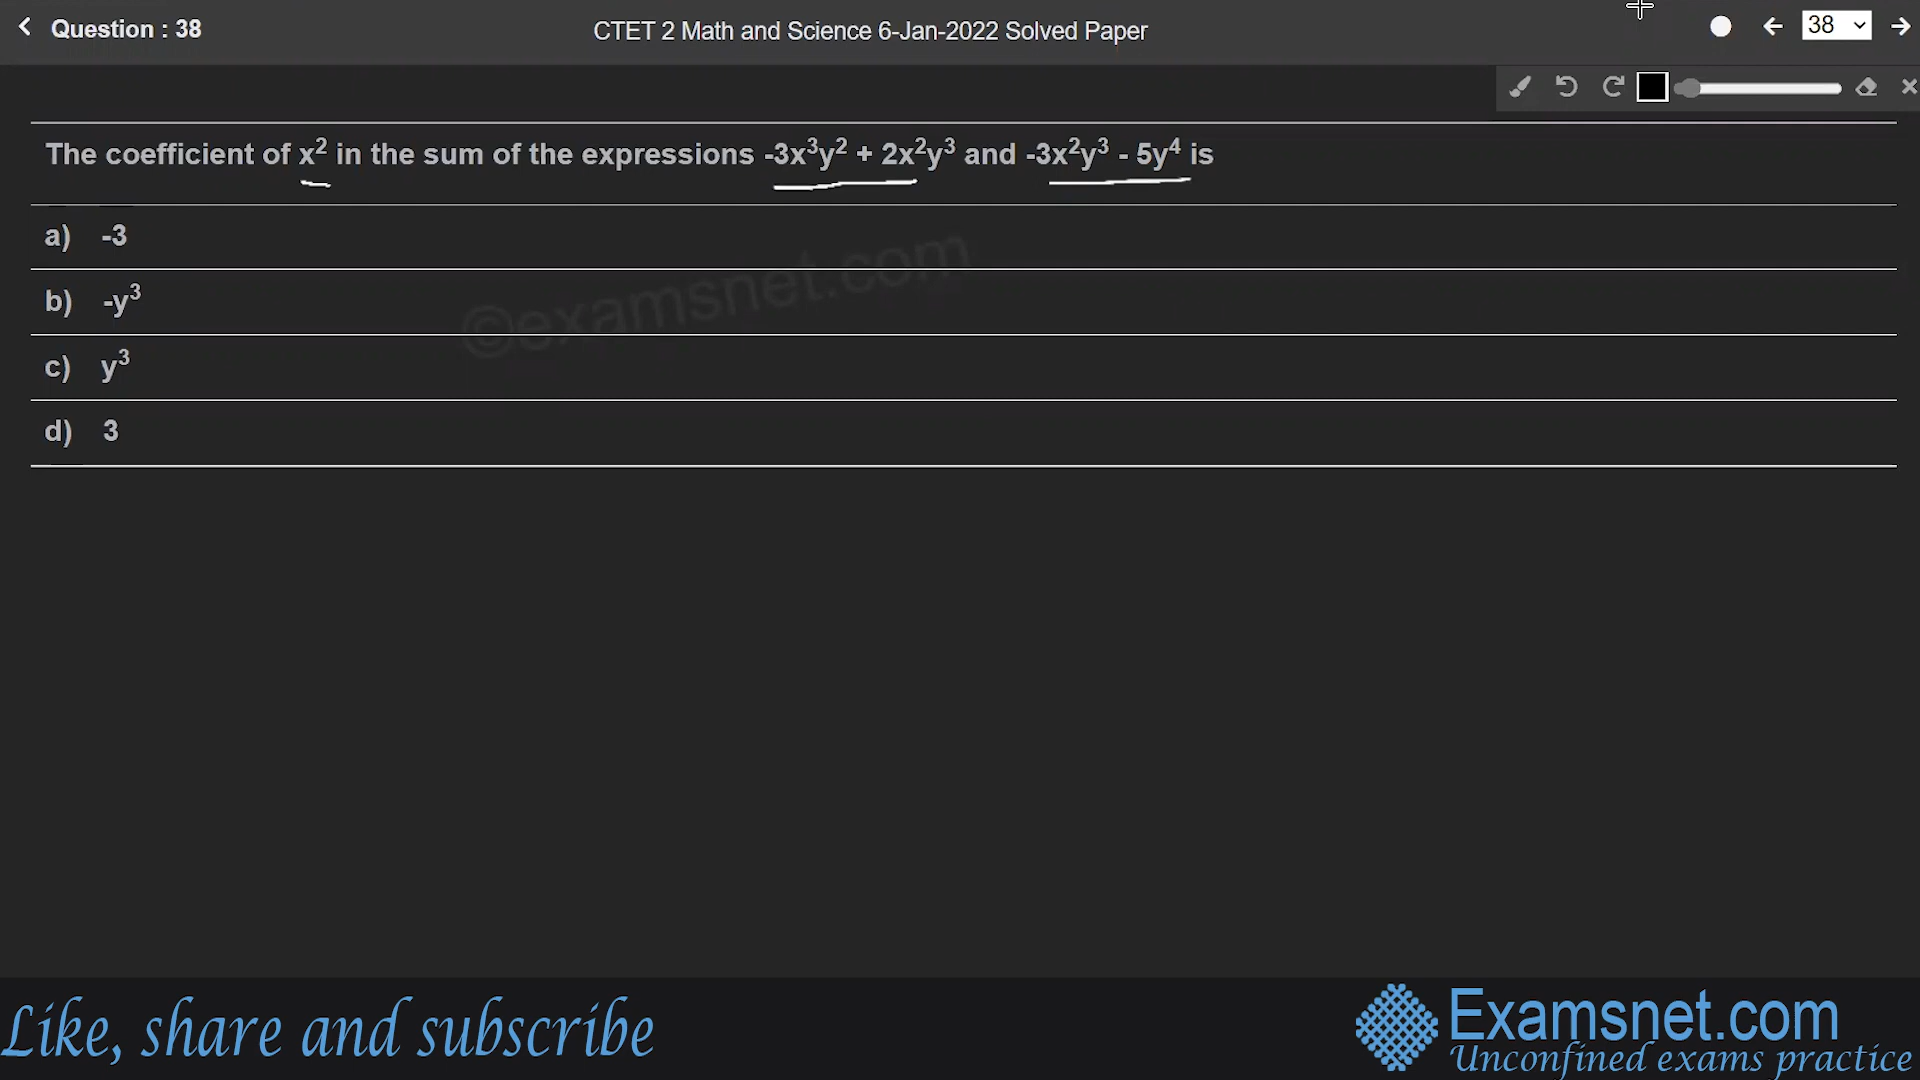 Question : 38
CTET 2 Math and Science 6-Jan-2022 Solved Paper
38
The coefficient of x² in the sum of the expressions -3x³y² + 2x²y³ and -3x²y³ - 5y⁴ is
a) -3
b) -y³
c) y³
d) 3
©examsnet.com
Like, share and subscribe
Examsnet.com
Unconfined exams practice